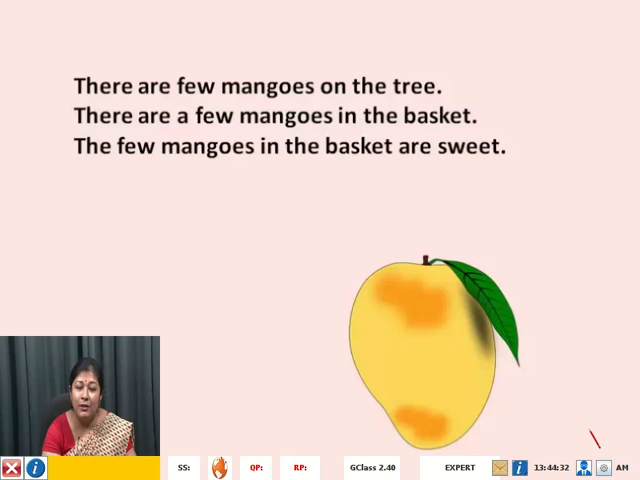 There are few mangoes on the tree.
There are a few mangoes in the basket.
The few mangoes in the basket are sweet.
SS: QP: RP: GClass 2.40 EXPERT 13:44:32 AM